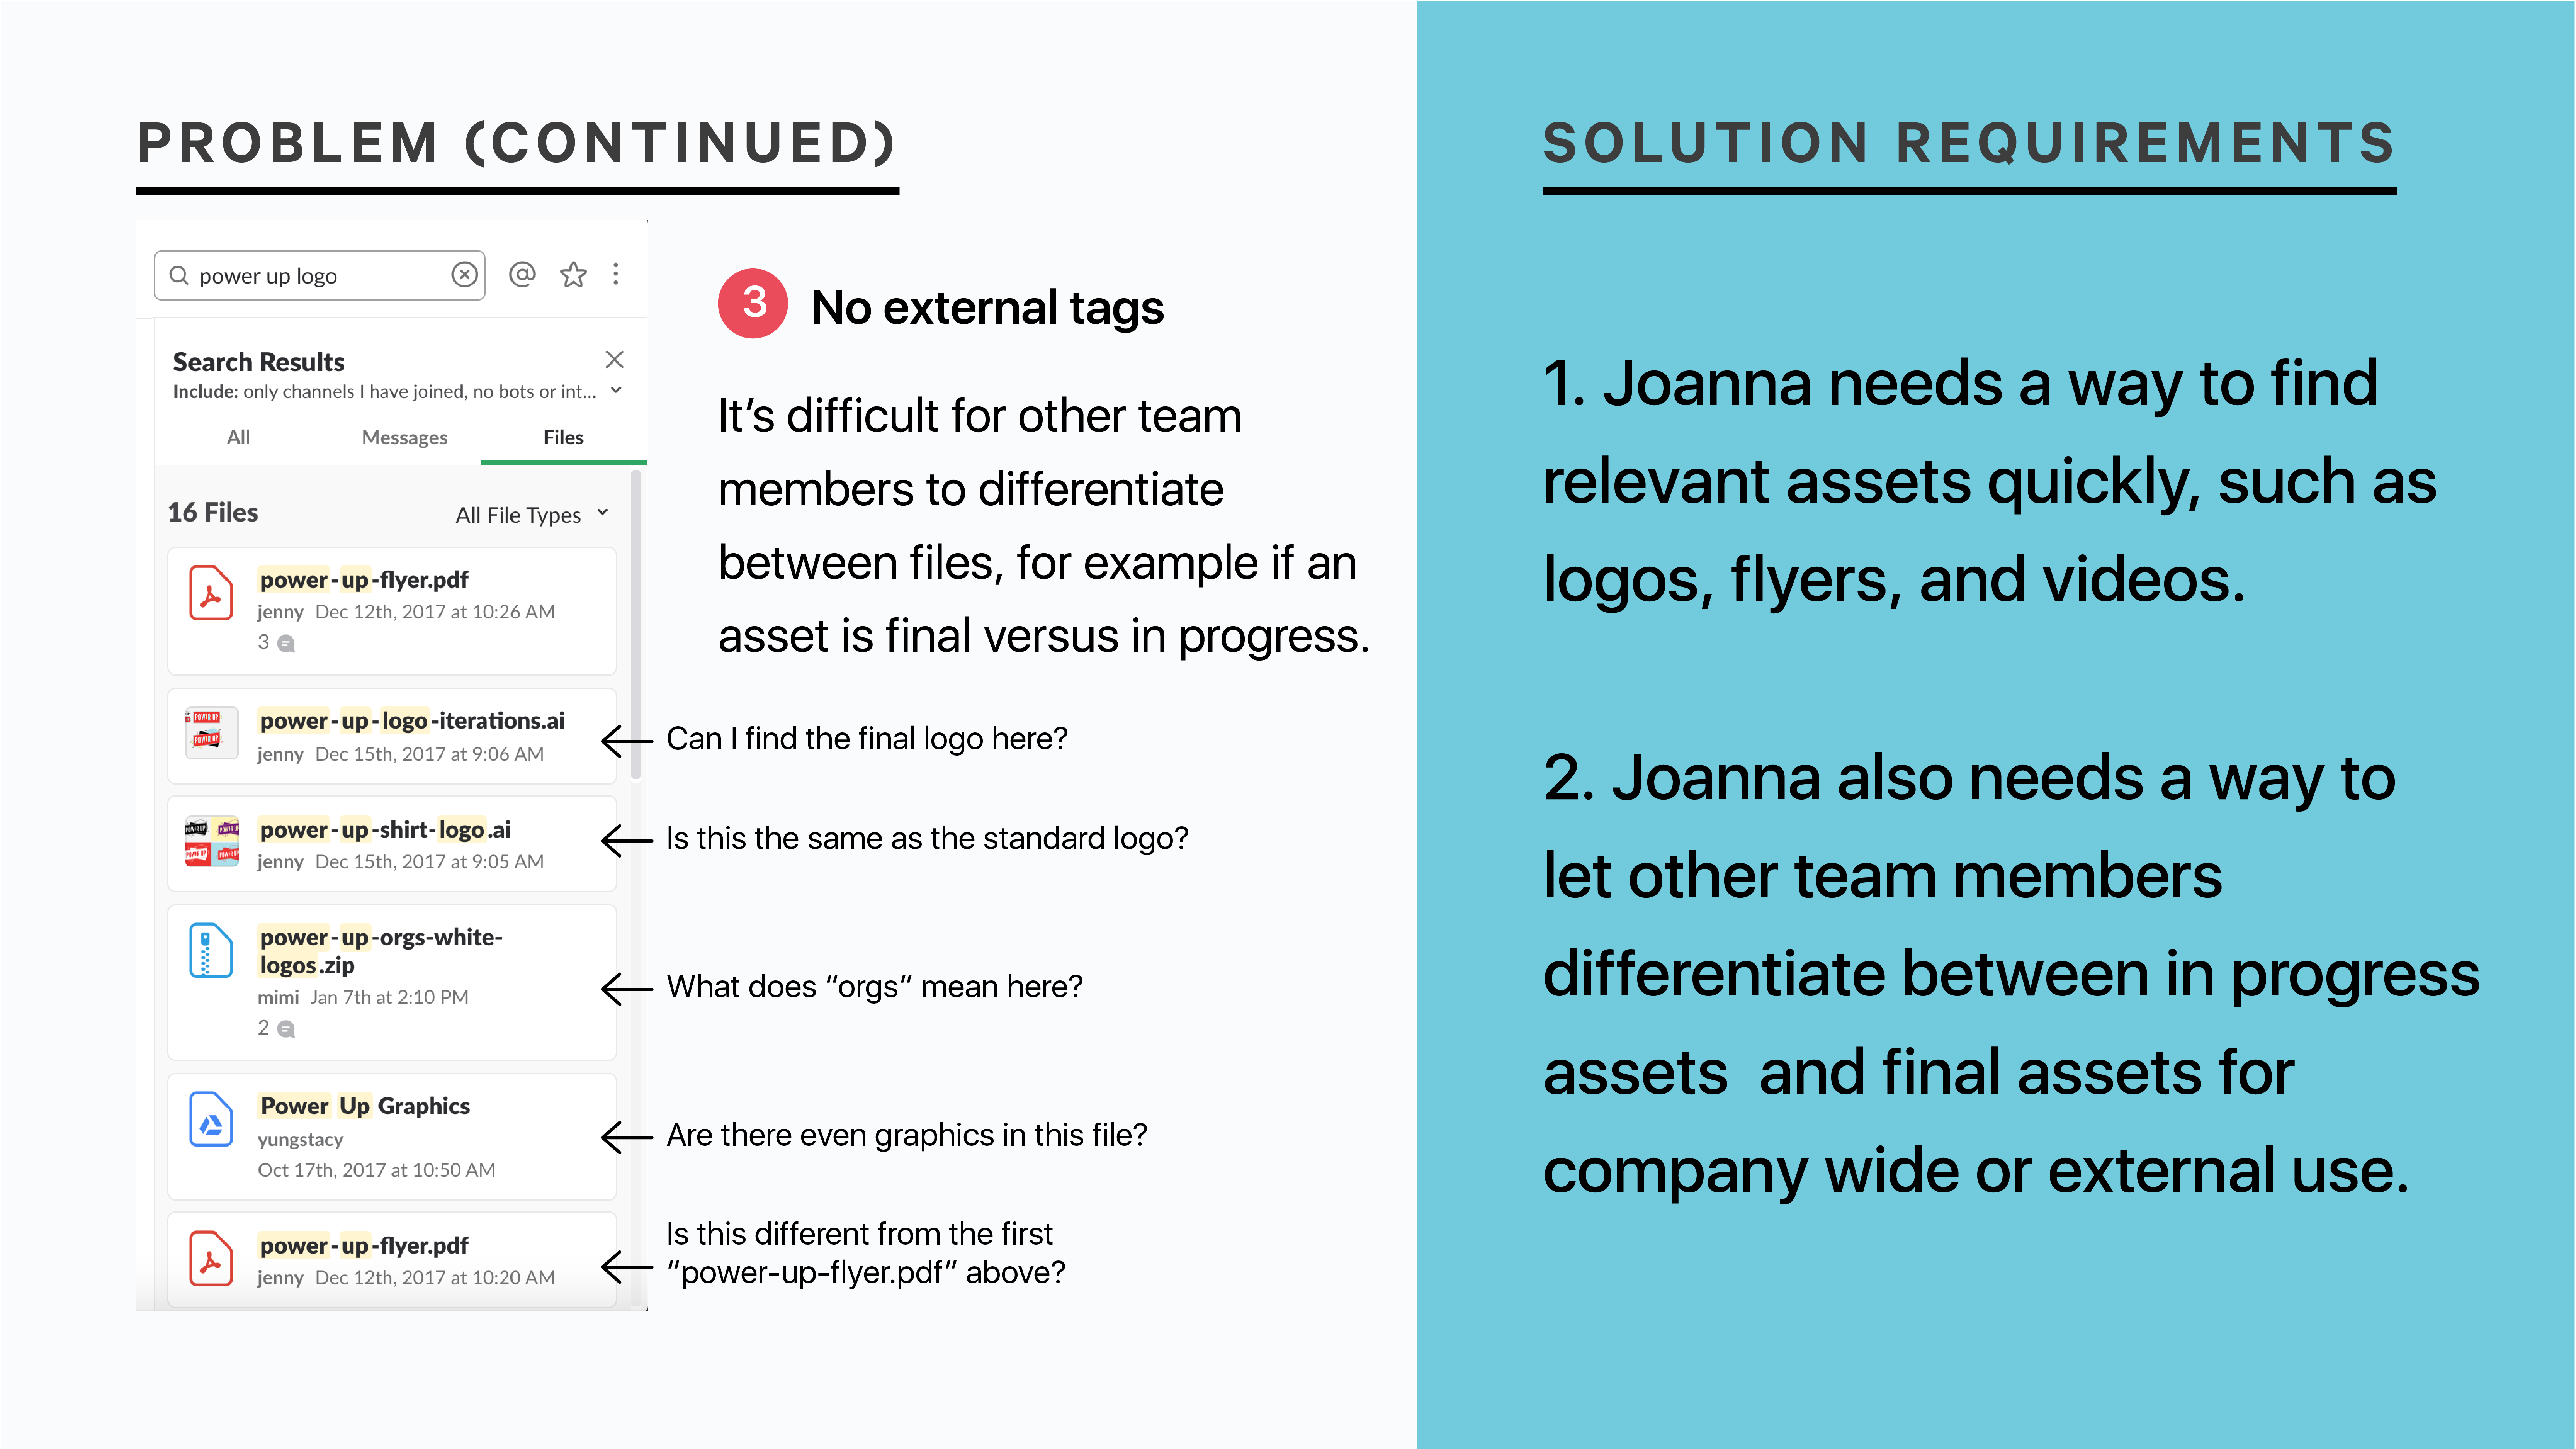 PROBLEM (CONTINUED)
power up logo
Search Results
Include: only channels I have joined, no bots or int...
All Messages Files
16 Files All File Types
power-up-flyer.pdf
jenny Dec 12th, 2017 at 10:26 AM
3
power-up-logo-iterations.ai
jenny Dec 15th, 2017 at 9:06 AM
power-up-shirt-logo.ai
jenny Dec 15th, 2017 at 9:05 AM
power-up-orgs-white-
logos.zip
mimi Jan 7th at 2:10 PM
2
Power Up Graphics
yungstacy
Oct 17th, 2017 at 10:50 AM
power-up-flyer.pdf
jenny Dec 12th, 2017 at 10:20 AM
3 No external tags
It’s difficult for other team
members to differentiate
between files, for example if an
asset is final versus in progress.
Can I find the final logo here?
Is this the same as the standard logo?
What does “orgs” mean here?
Are there even graphics in this file?
Is this different from the first
“power-up-flyer.pdf” above?
SOLUTION REQUIREMENTS
1. Joanna needs a way to find
relevant assets quickly, such as
logos, flyers, and videos.
2. Joanna also needs a way to
let other team members
differentiate between in progress
assets  and final assets for
company wide or external use.